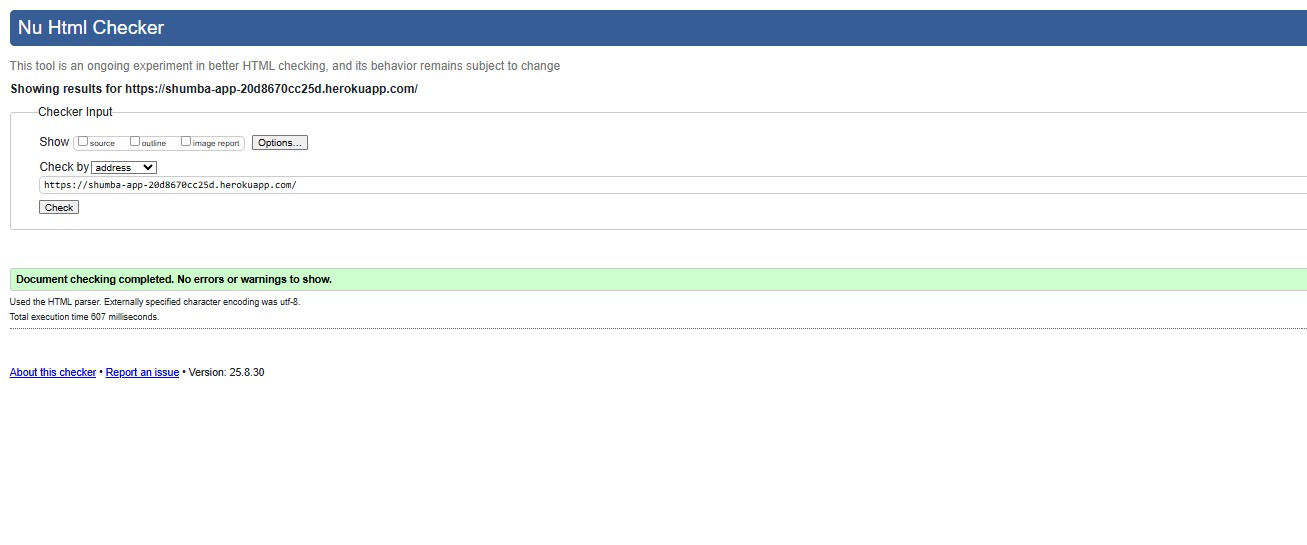 Nu Html Checker
This tool is an ongoing experiment in better HTML checking, and its behavior remains subject to change
Showing results for https://shumba-app-20d8670cc25d.herokuapp.com/
Checker Input
Show source outline image report Options...
Check by address
https://shumba-app-20d8670cc25d.herokuapp.com/
Check
Document checking completed. No errors or warnings to show.
Used the HTML parser. Externally specified character encoding was utf-8.
Total execution time 607 milliseconds.
About this checker • Report an issue • Version: 25.8.30